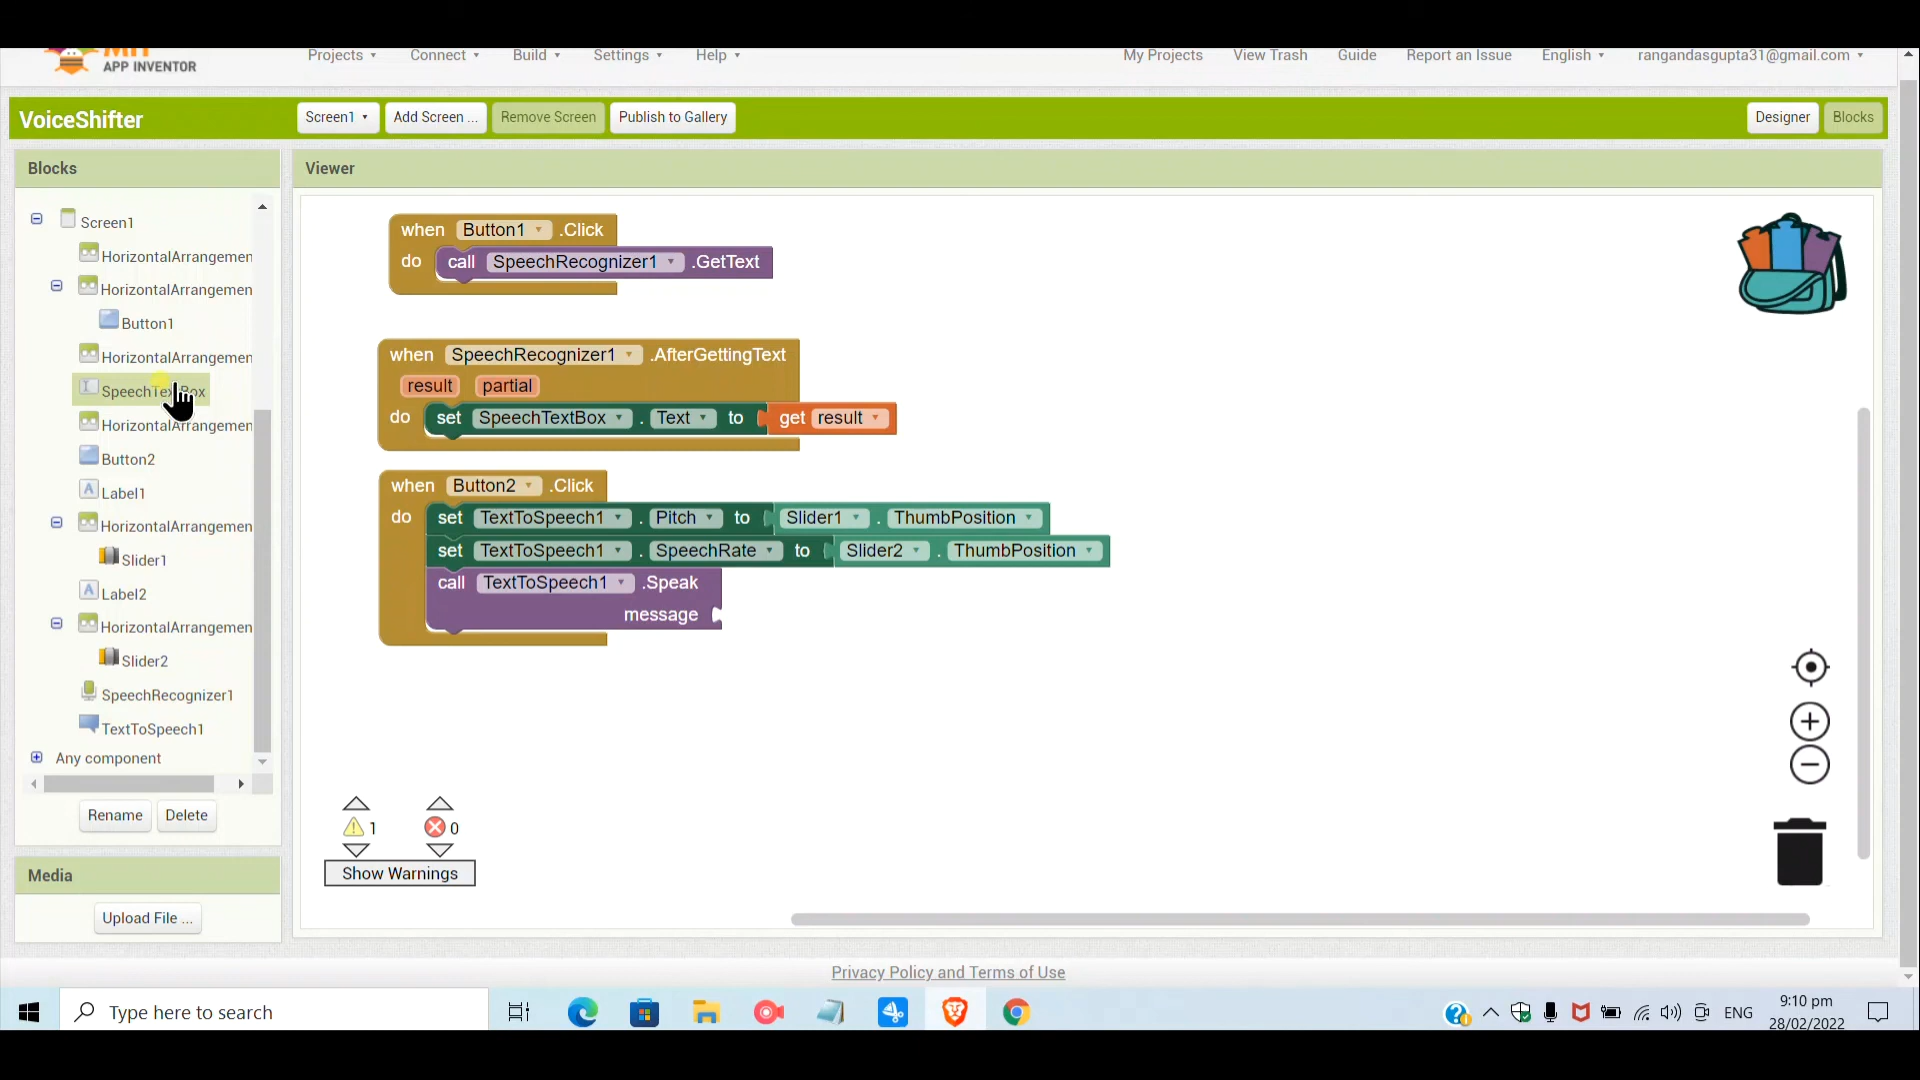 MIT
APP INVENTOR
Projects
Connect
Build
Settings
Help
My Projects
View Trash
Guide
Report an Issue
English
rangandasgupta31@gmail.com
VoiceShifter
Screen1
Add Screen ...
Remove Screen
Publish to Gallery
Designer
Blocks
Blocks
Screen1
HorizontalArrangemen
HorizontalArrangemen
Button1
HorizontalArrangemen
SpeechTextBox
HorizontalArrangemen
Button2
Label1
HorizontalArrangemen
Slider1
Label2
HorizontalArrangemen
Slider2
SpeechRecognizer1
TextToSpeech1
Any component
Rename
Delete
Media
Upload File ...
Viewer
when Button1 .Click
do call SpeechRecognizer1 .GetText
when SpeechRecognizer1 .AfterGettingText
result partial
do set SpeechTextBox . Text to get result
when Button2 .Click
do set TextToSpeech1 . Pitch to Slider1 . ThumbPosition
set TextToSpeech1 . SpeechRate to Slider2 . ThumbPosition
call TextToSpeech1 .Speak
message
1
0
Show Warnings
Privacy Policy and Terms of Use
Type here to search
ENG
9:10 pm
28/02/2022